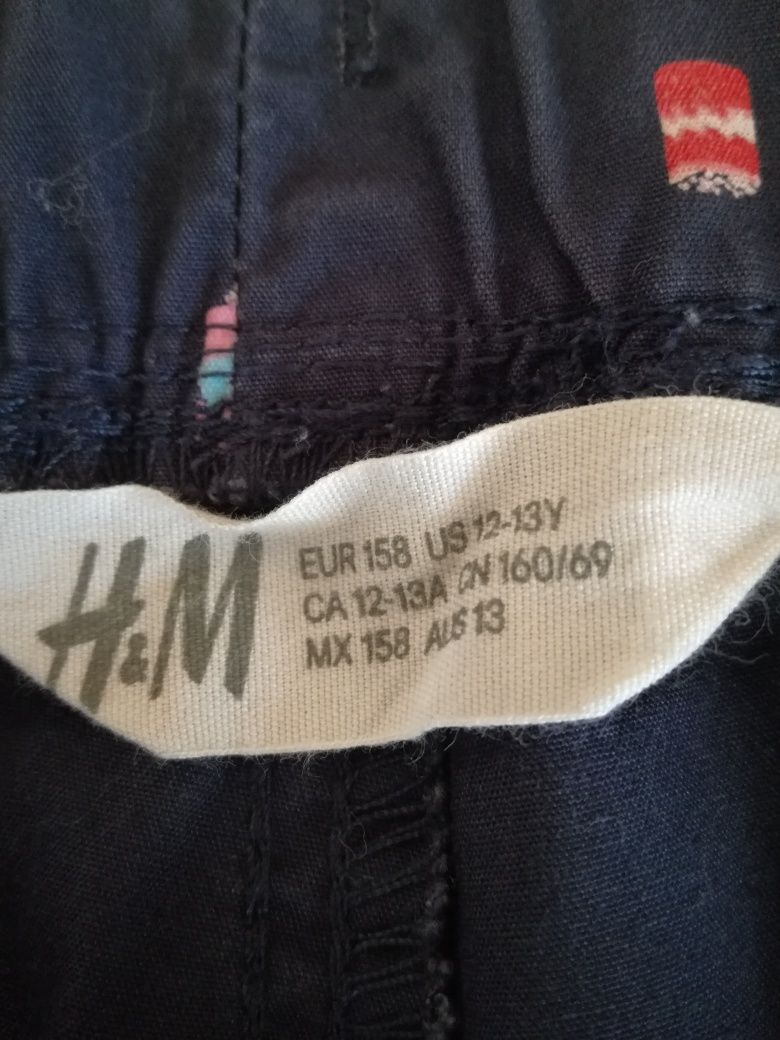 H&M
EUR 158 US 12-13Y
CA 12-13A CN 160/69
MX 158 AUS 13